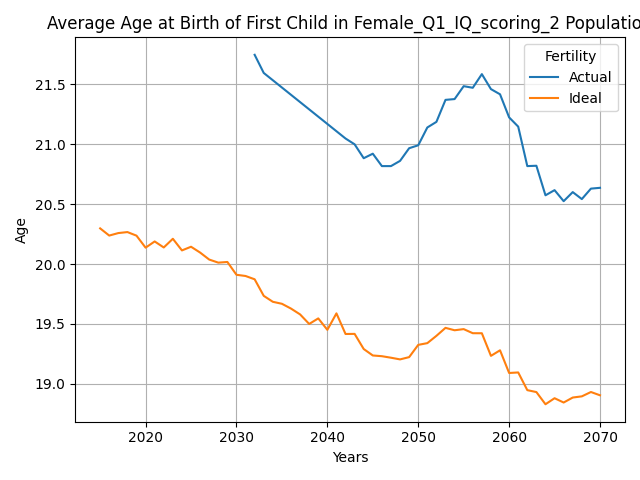 Average Age at Birth of First Child in Female_Q1_IQ_scoring_2 Populatio
Fertility
Actual
Ideal
21.5
21.0
20.5
20.0
19.5
19.0
Age
2020 2030 2040 2050 2060 2070
Years